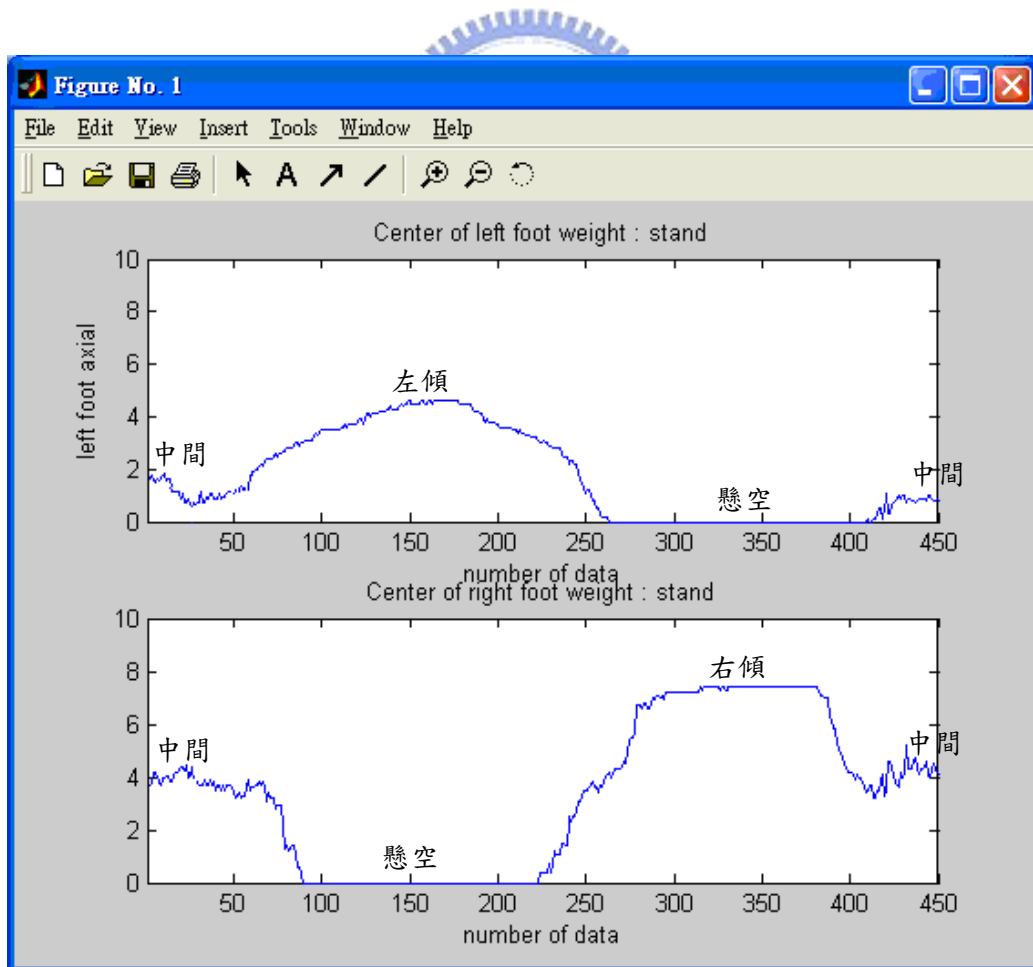 Figure No. 1
File Edit View Insert Tools Window Help
A
Center of left foot weight : stand
10
8
6
4
2
0
left foot axial
左傾
中間
中間
懸空
50 100 150 200 250 300 350 400 450
number of data
Center of right foot weight : stand
10
8
6
4
2
0
右傾
中間
中間
懸空
50 100 150 200 250 300 350 400 450
number of data